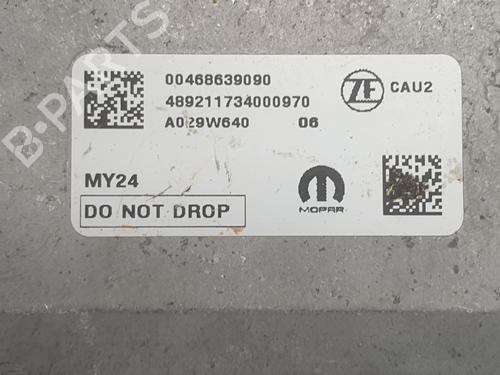 00468639090
489211734000970
A029W640 06
ZF CAU2
MY24
DO NOT DROP
MOPAR
B-PARTS